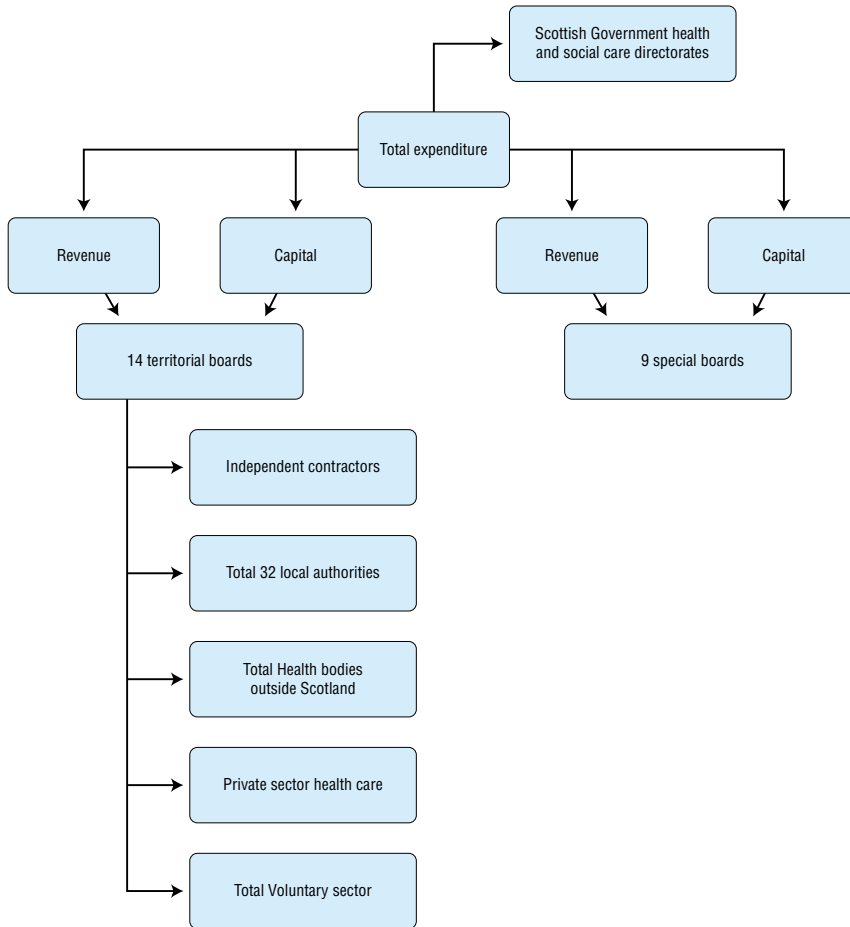 Scottish Government health
and social care directorates
Total expenditure
Revenue
Capital
Revenue
Capital
14 territorial boards
9 special boards
Independent contractors
Total 32 local authorities
Total Health bodies
outside Scotland
Private sector health care
Total Voluntary sector